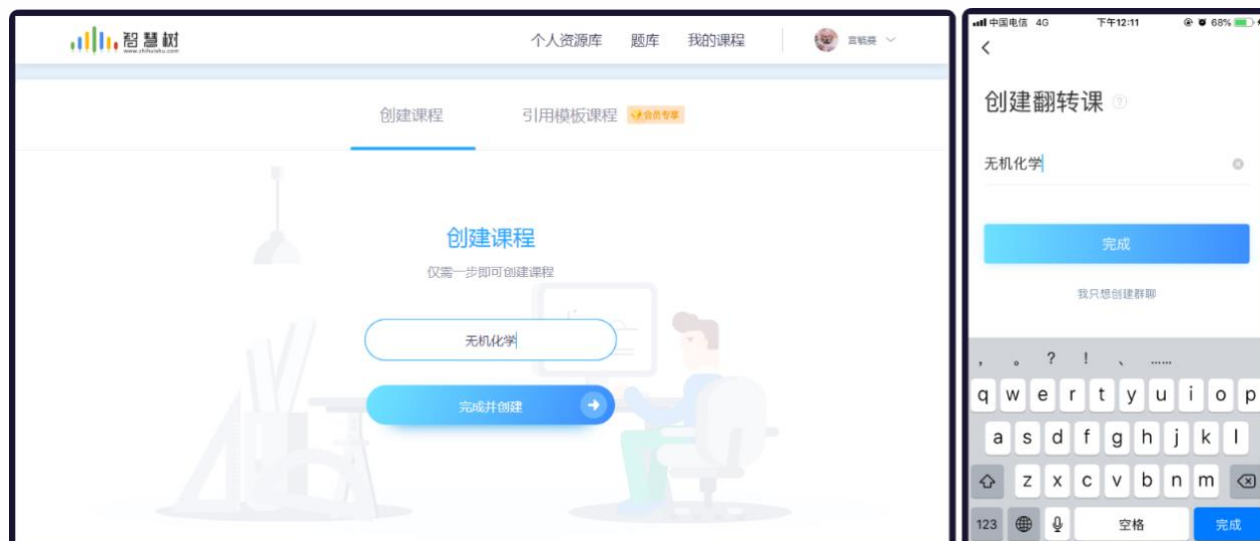 智慧树
www.zhihuishu.com
个人资源库 题库 我的课程
创建课程 引用模板课程 会员专享
创建课程
仅需一步即可创建课程
无机化学
完成并创建
中国电信 4G 下午12:11 68%
创建翻转课 ?
无机化学
完成
我只想创建群聊
, 。 ? ! 、 ……
q w e r t y u i o p
a s d f g h j k l
z x c v b n m
123 空格 完成